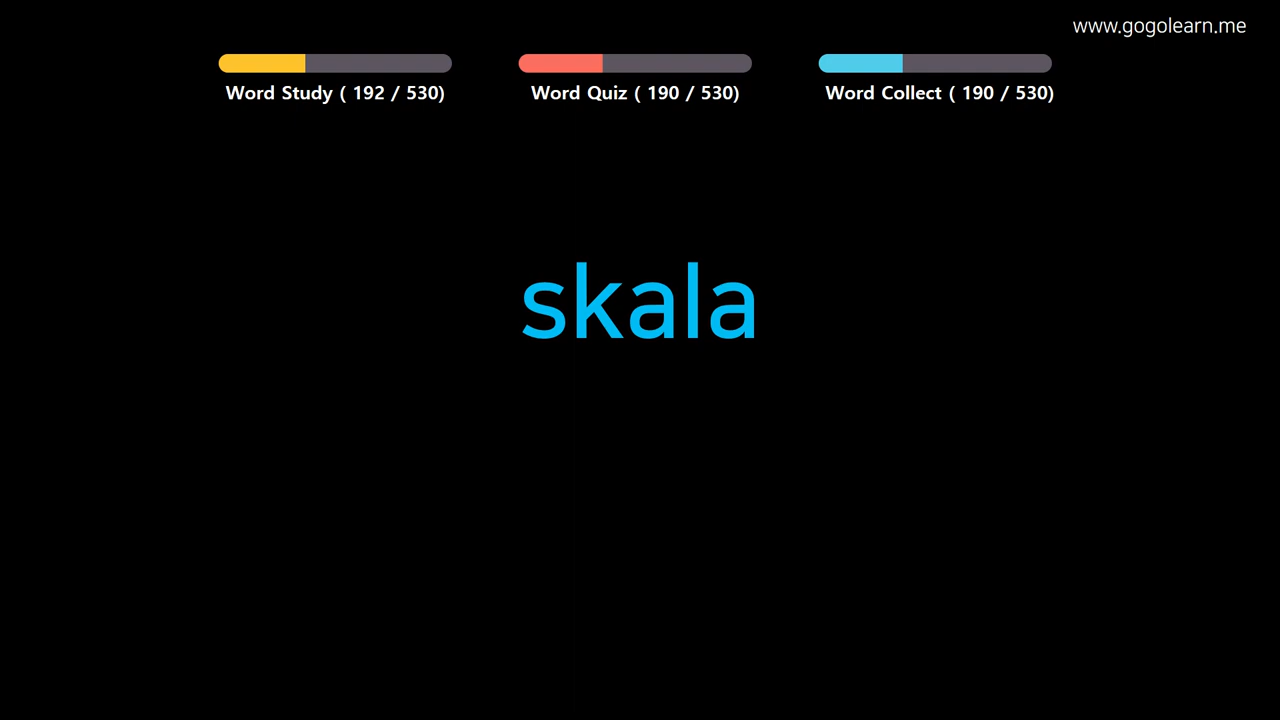 www.gogolearn.me
Word Study ( 192 / 530)
Word Quiz ( 190 / 530)
Word Collect ( 190 / 530)
skala